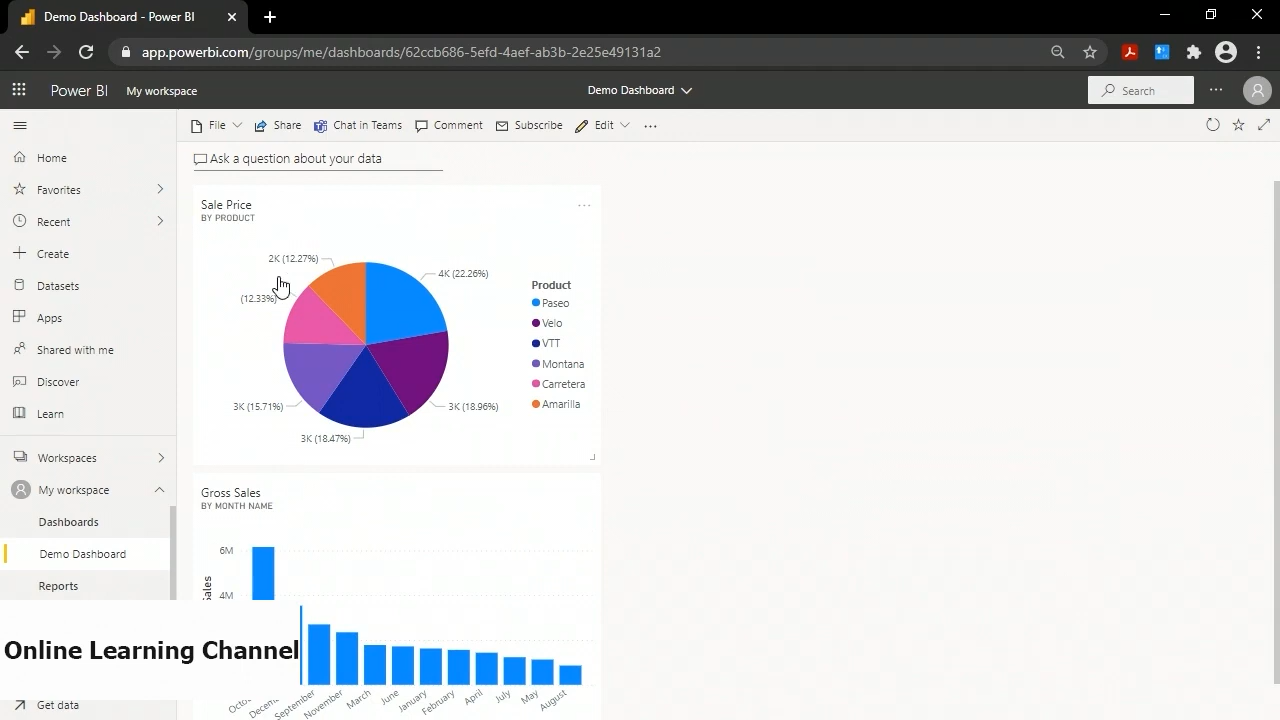 Demo Dashboard - Power BI
app.powerbi.com/groups/me/dashboards/62ccb686-5efd-4aef-ab3b-2e25e49131a2
Power BI My workspace
Demo Dashboard
Search
File
Share
Chat in Teams
Comment
Subscribe
Edit
Home
Favorites
Recent
Create
Datasets
Apps
Shared with me
Discover
Learn
Workspaces
My workspace
Dashboards
Demo Dashboard
Reports
Get data
Ask a question about your data
Sale Price
BY PRODUCT
2K (12.27%)
4K (22.26%)
(12.33%)
3K (15.71%)
3K (18.96%)
3K (18.47%)
Product
Paseo
Velo
VTT
Montana
Carretera
Amarilla
Gross Sales
BY MONTH NAME
6M
4M
September
November
March
June
January
February
April
July
May
August
Online Learning Channel